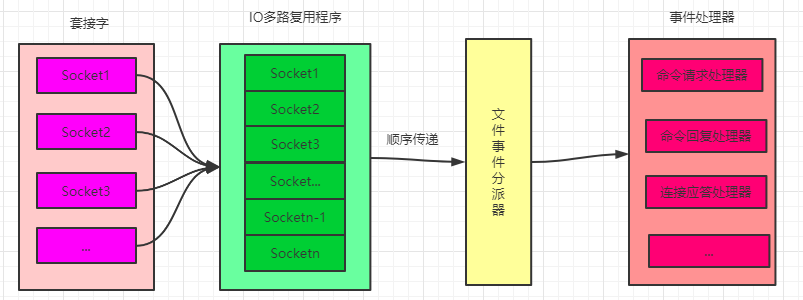 套接字
Socket1
Socket2
Socket3
...
IO多路复用程序
Socket1
Socket2
Socket3
Socket...
Socketn-1
Socketn
顺序传递
文件事件分派器
事件处理器
命令请求处理器
命令回复处理器
连接应答处理器
...